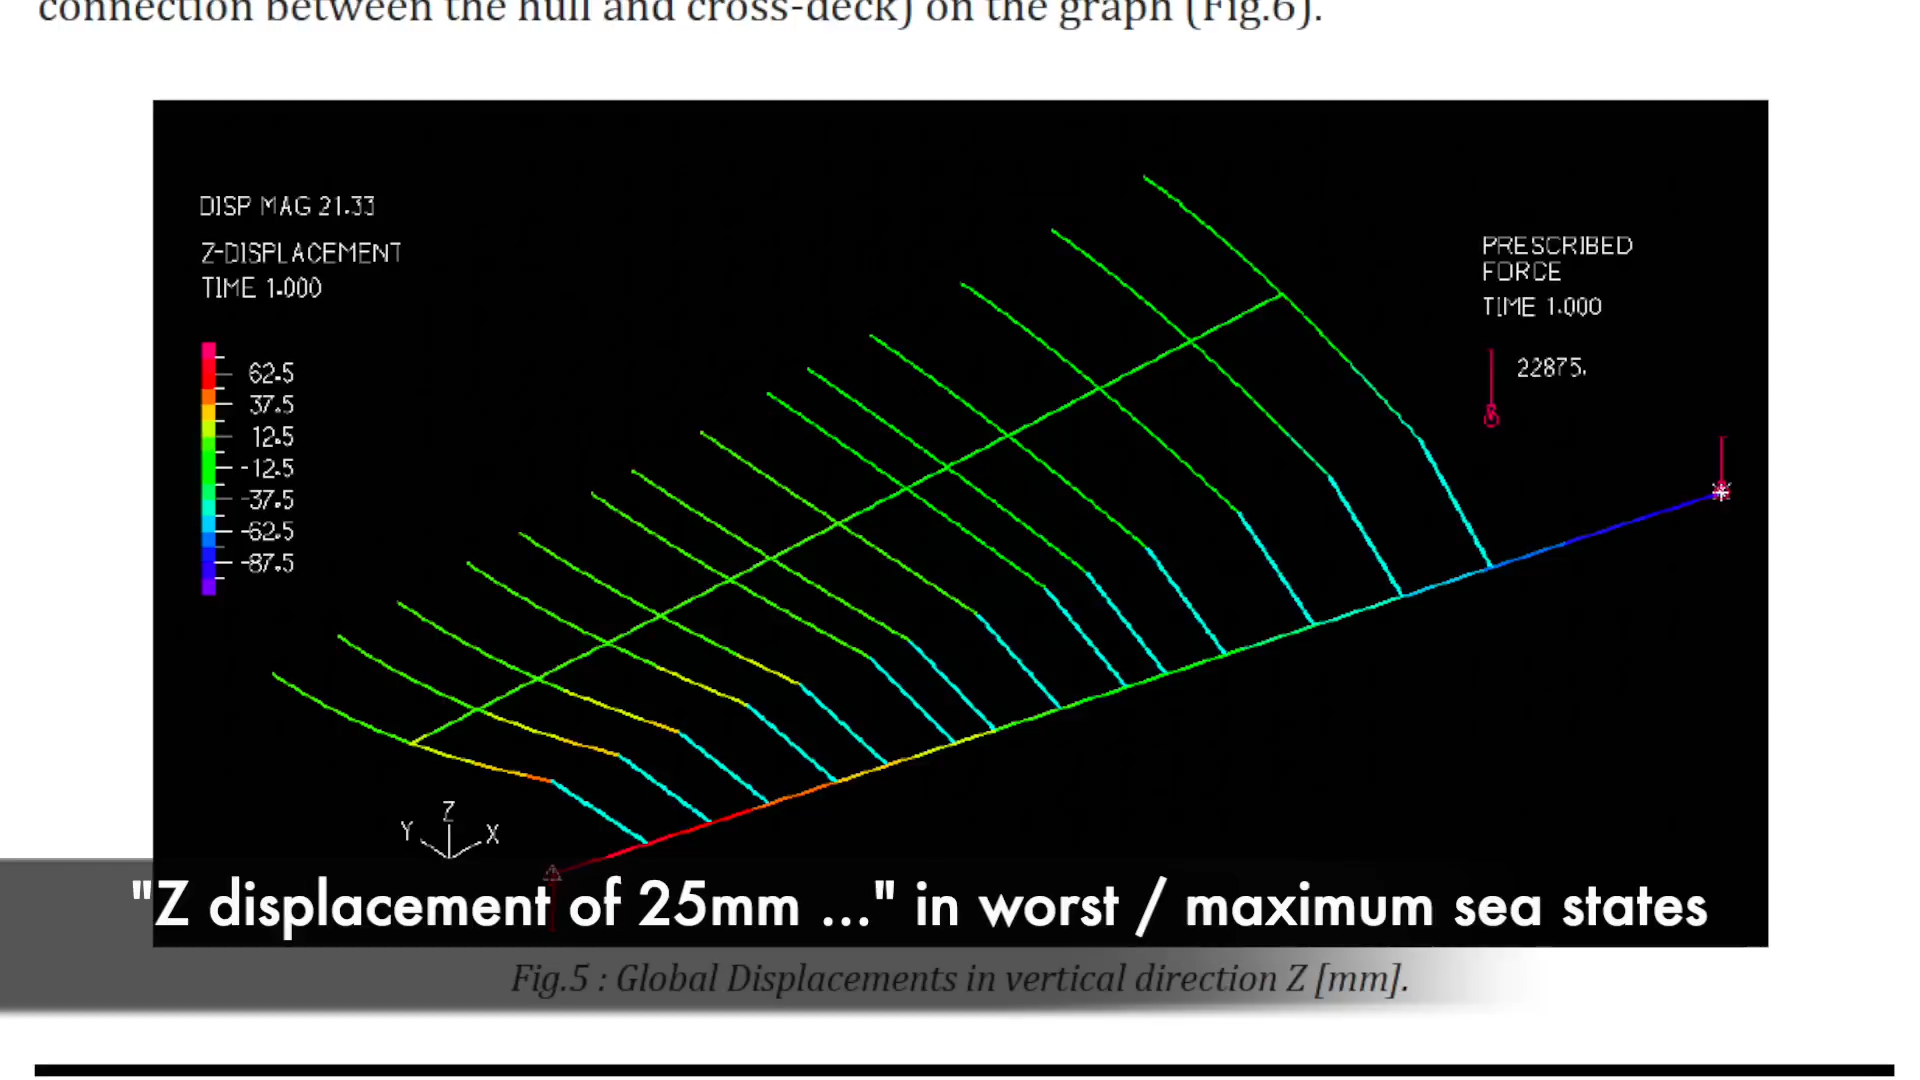 connection between the hull and cross-deck) on the graph (Fig.6).
DISP MAG 21.33
Z-DISPLACEMENT
TIME 1.000
62.5
37.5
12.5
-12.5
-37.5
-62.5
-87.5
PRESCRIBED
FORCE
TIME 1.000
22875.
Z
Y X
"Z displacement of 25mm ..." in worst / maximum sea states
Fig.5 : Global Displacements in vertical direction Z [mm].